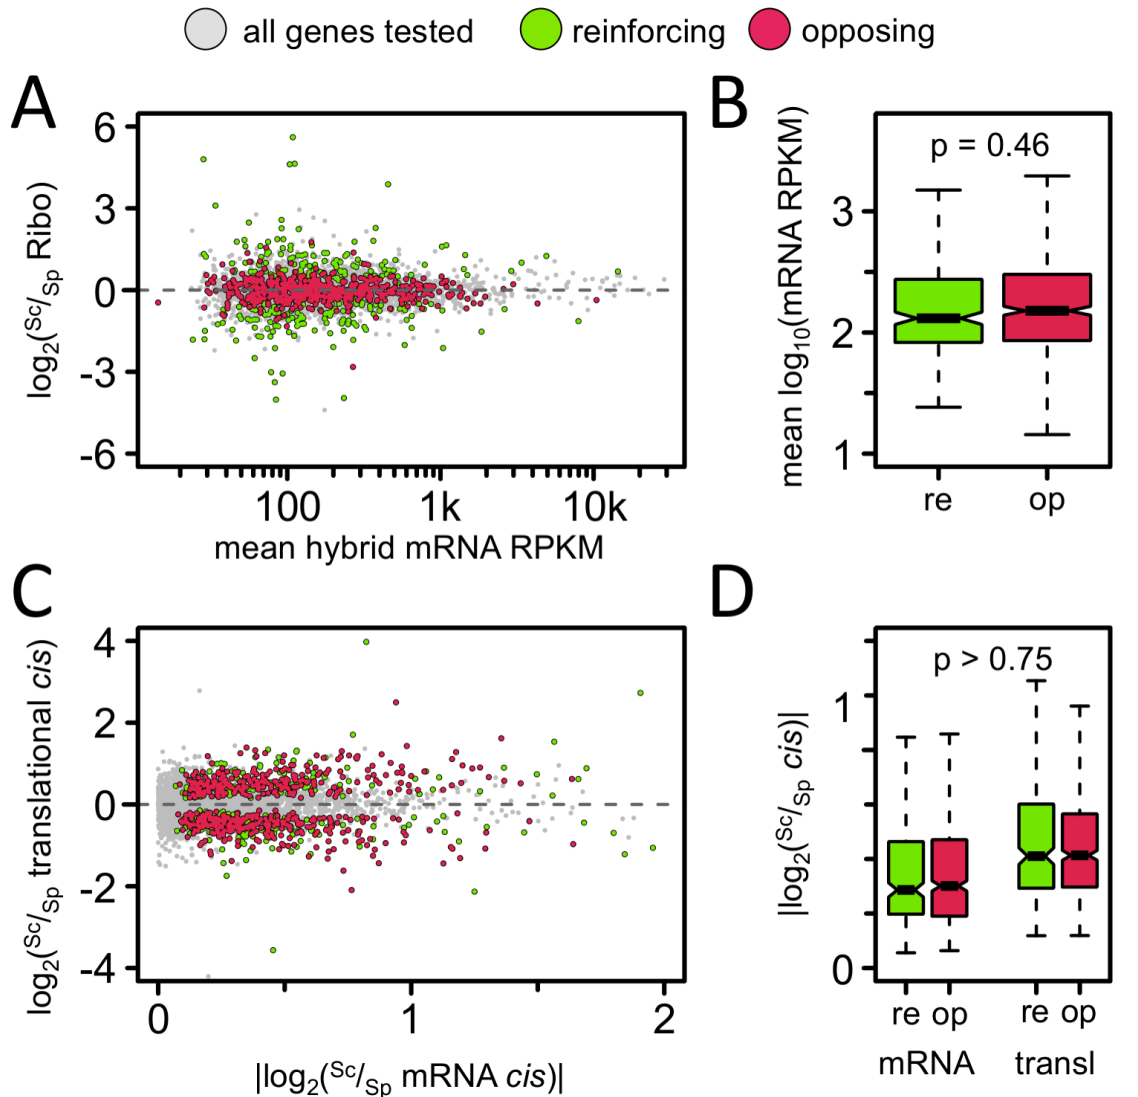 all genes tested reinforcing opposing
A
6
3
0
-3
-6
log2(Sc/Sp Ribo)
100 1k 10k
mean hybrid mRNA RPKM
B
p = 0.46
3
2
1
mean log10(mRNA RPKM)
re op
C
4
2
0
-2
-4
log2(Sc/Sp translational cis)
0 1 2
|log2(Sc/Sp mRNA cis)|
D
p > 0.75
1
0
|log2(Sc/Sp cis)|
re op re op
mRNA transl